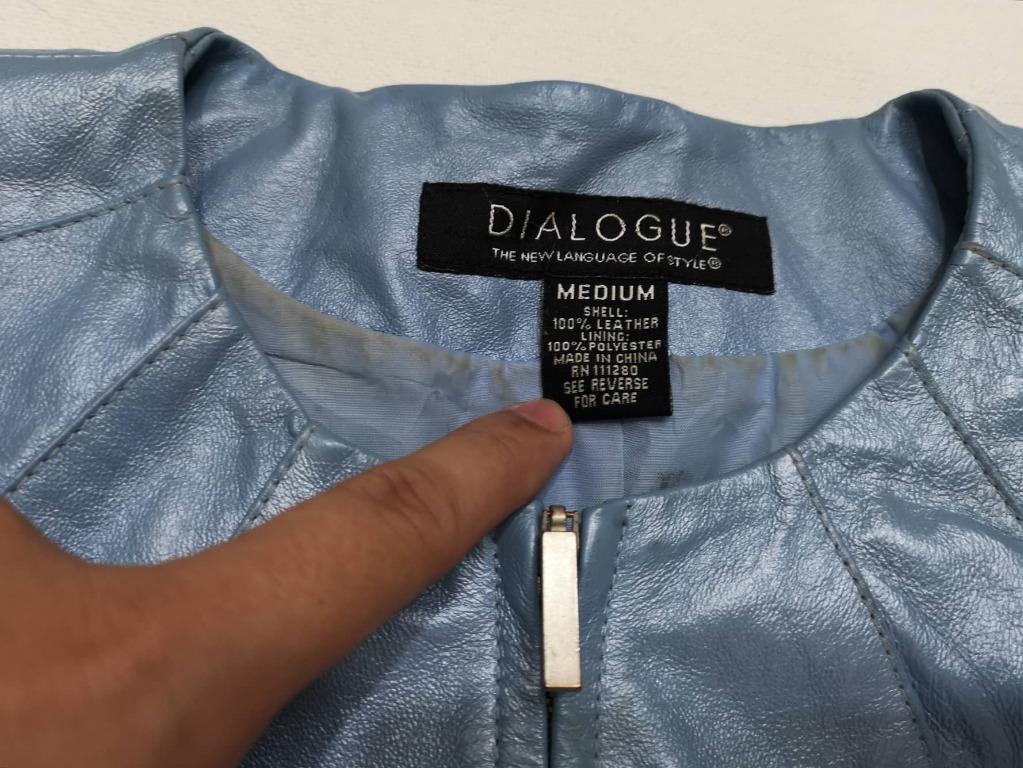 DIALOGUE®
THE NEW LANGUAGE OF STYLE®
MEDIUM
SHELL:
100% LEATHER
LINING:
100% POLYESTER
MADE IN CHINA
RN 111280
SEE REVERSE
FOR CARE